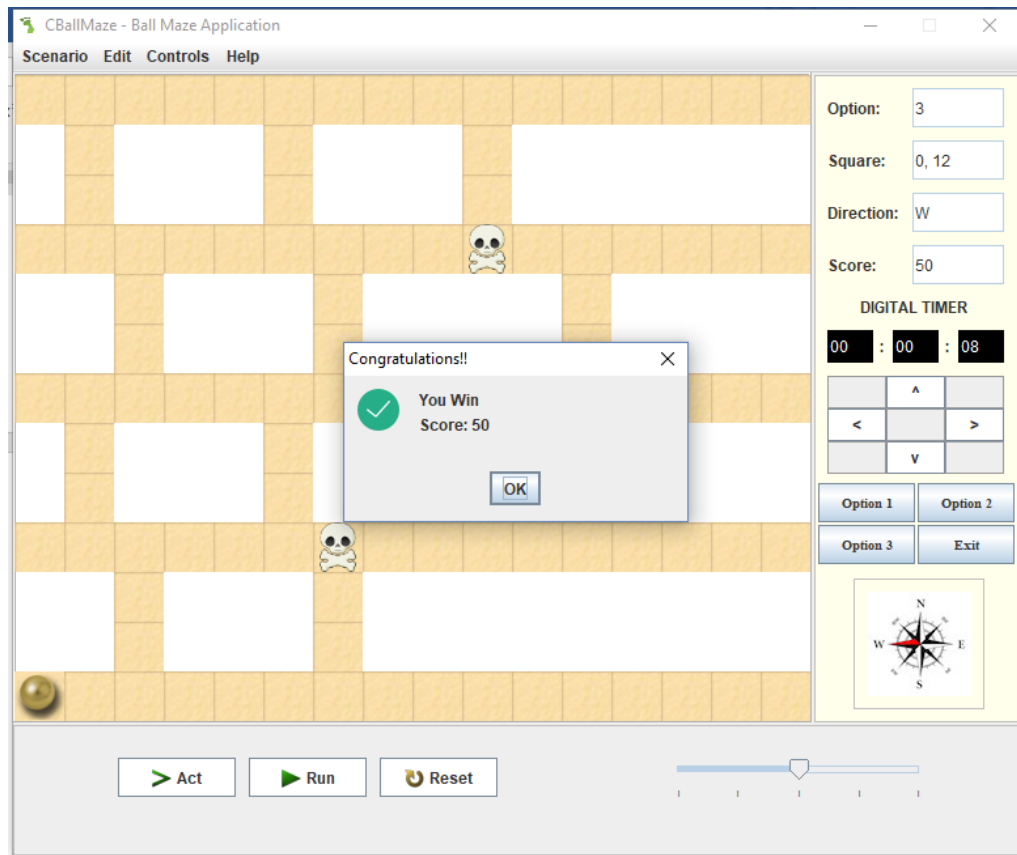 CBallMaze - Ball Maze Application
Scenario Edit Controls Help
Option: 3
Square: 0, 12
Direction: W
Score: 50
DIGITAL TIMER
00 : 00 : 08
^
< >
v
Option 1 Option 2
Option 3 Exit
N
W E
S
Congratulations!!
You Win
Score: 50
OK
Act Run Reset